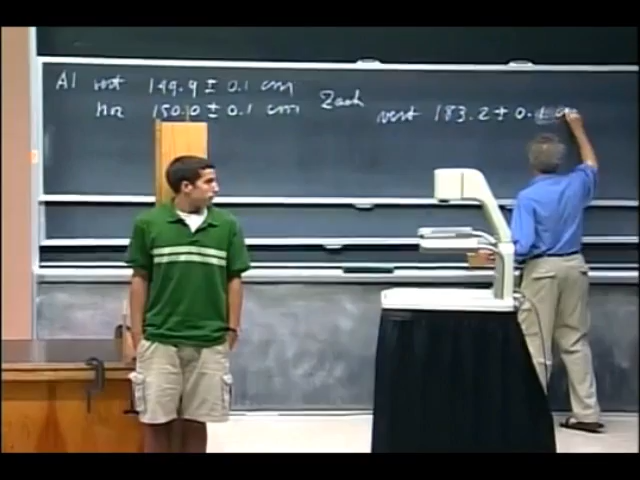 Al vert 149.9 ± 0.1 cm
hor 150.0 ± 0.1 cm
Zach
vert 183.2 ± 0.1 c